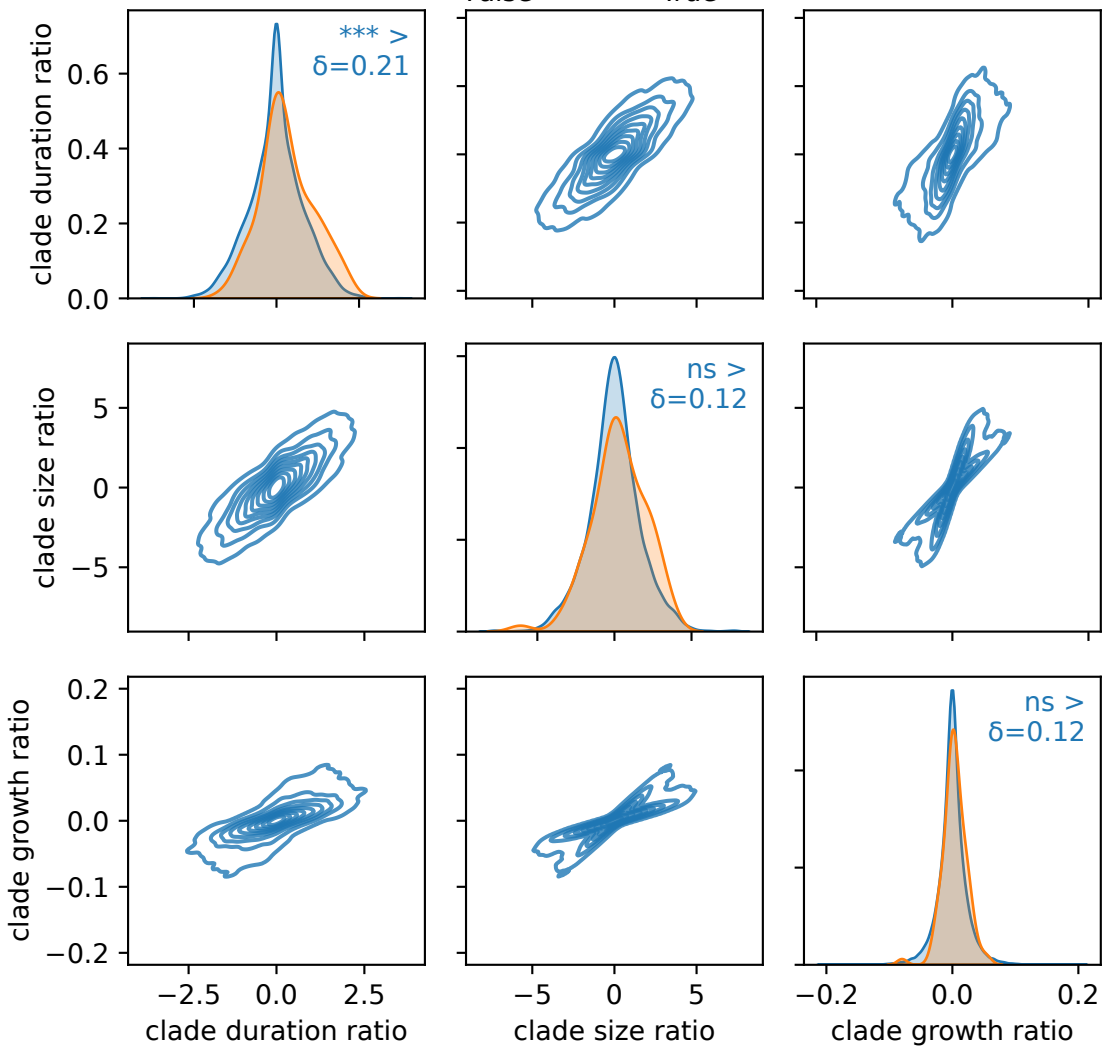 *** >
δ=0.21
clade duration ratio
0.6
0.4
0.2
0.0
ns >
δ=0.12
clade size ratio
5
0
−5
ns >
δ=0.12
clade growth ratio
0.2
0.1
0.0
−0.1
−0.2
−2.5 0.0 2.5 −5 0 5 −0.2 0.0 0.2
clade duration ratio clade size ratio clade growth ratio